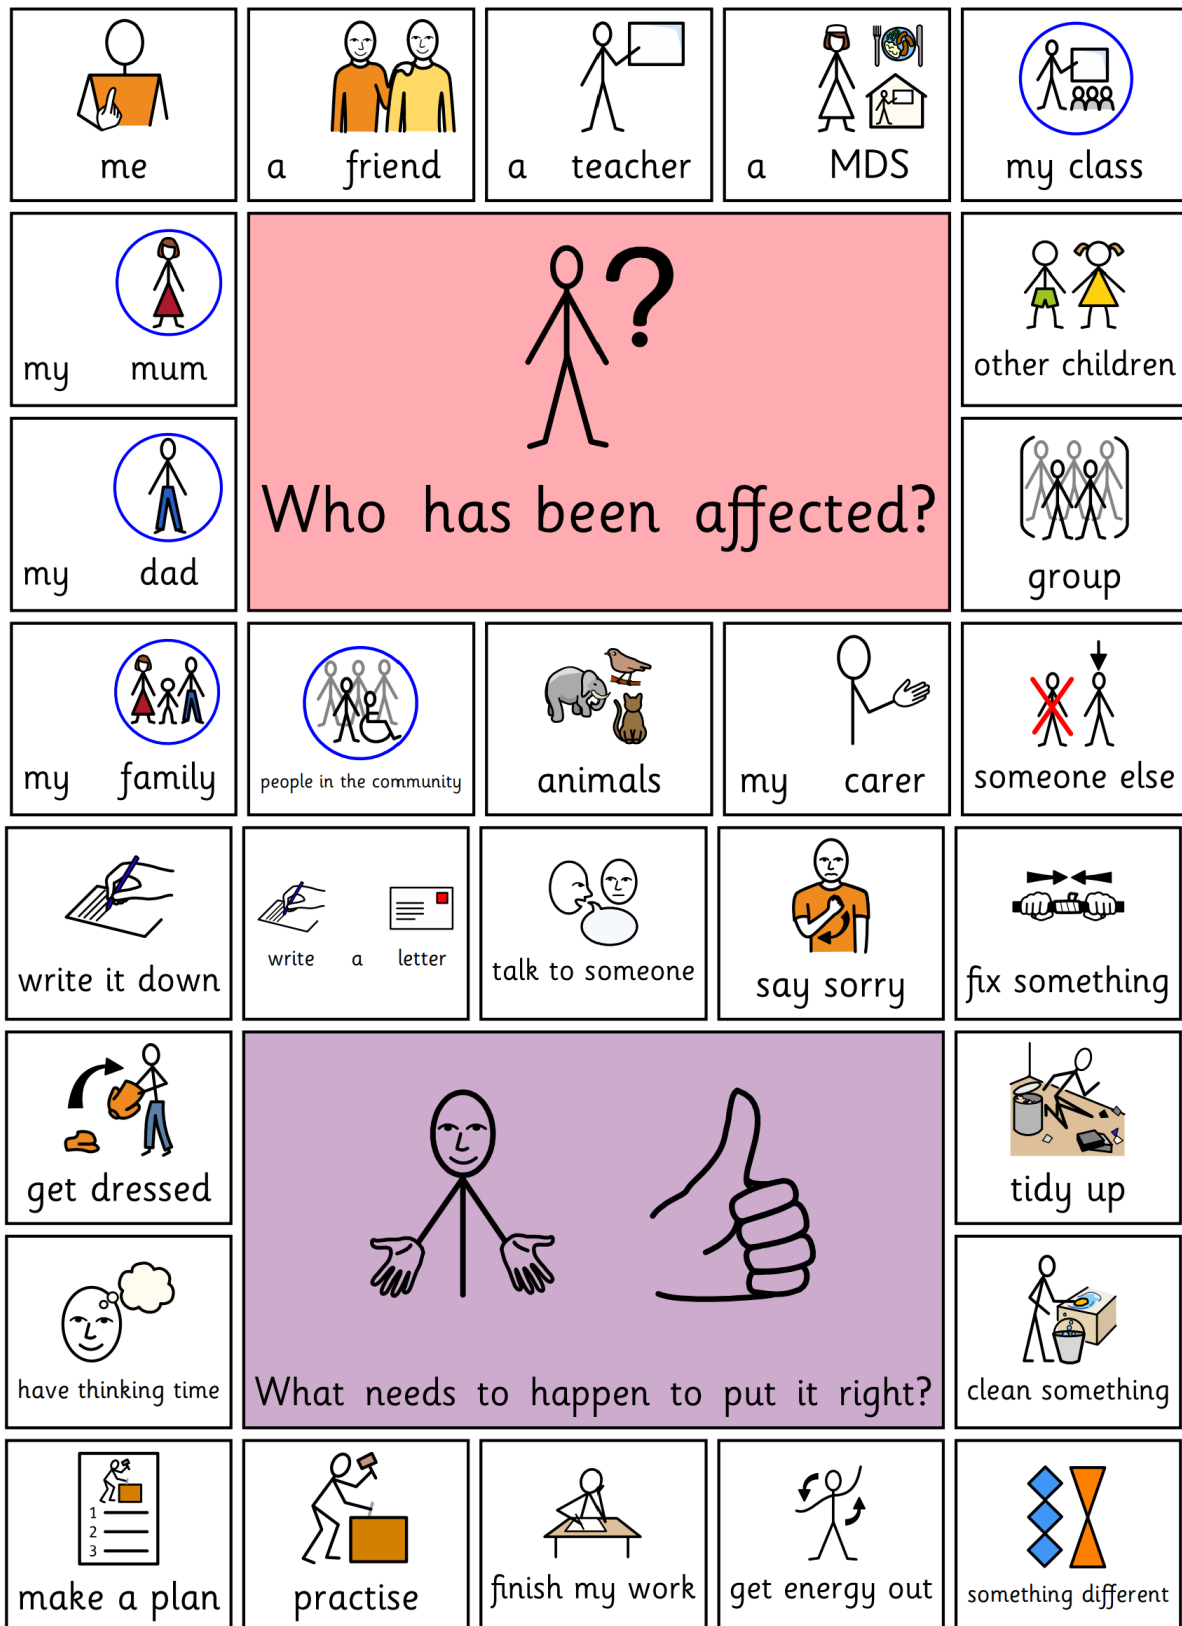 me
a friend
a teacher
a MDS
my class
my mum
Who has been affected?
other children
my dad
group
my family
people in the community
animals
my carer
someone else
write it down
write a letter
talk to someone
say sorry
fix something
get dressed
What needs to happen to put it right?
tidy up
have thinking time
clean something
1
2
3
make a plan
practise
finish my work
get energy out
something different